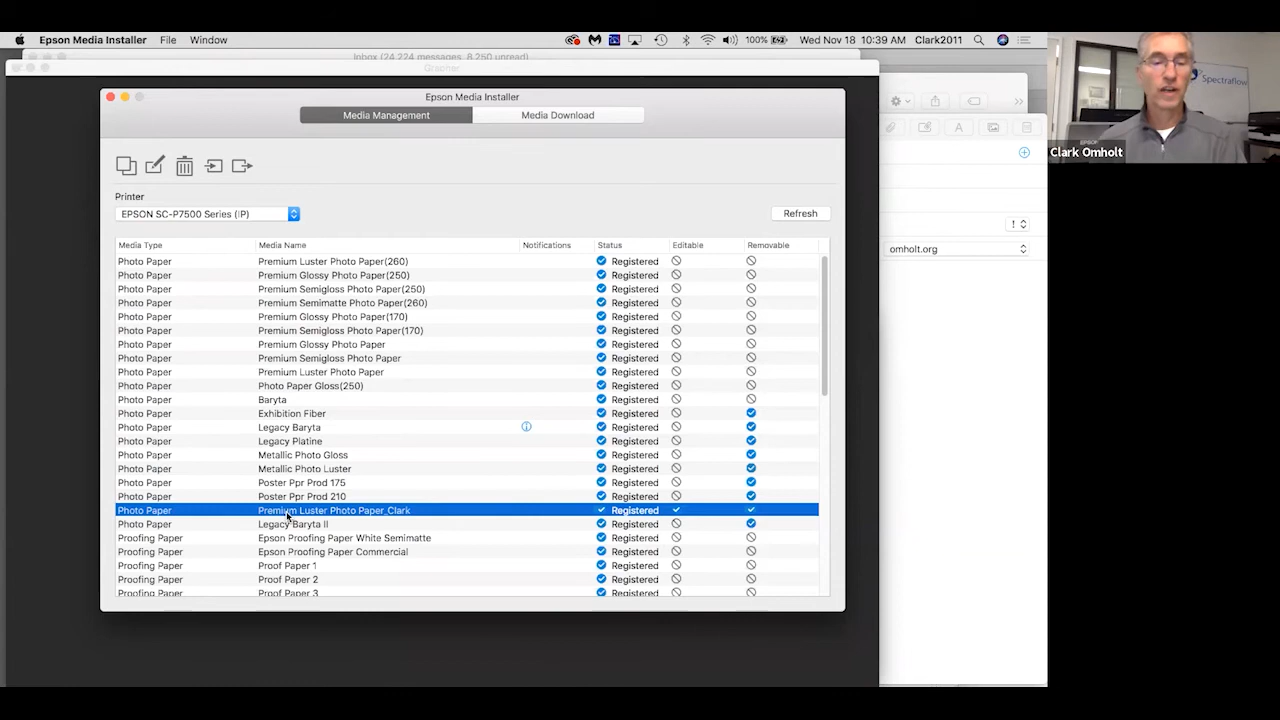 Epson Media Installer File Window 100% Wed Nov 18 10:39 AM Clark2011
Inbox (24,224 messages, 8,250 unread)
Grapher
Epson Media Installer
Media Management Media Download
Printer
EPSON SC-P7500 Series (IP) Refresh
Media Type Media Name Notifications Status Editable Removable
Photo Paper Premium Luster Photo Paper(260) Registered
Photo Paper Premium Glossy Photo Paper(250) Registered
Photo Paper Premium Semigloss Photo Paper(250) Registered
Photo Paper Premium Semimatte Photo Paper(260) Registered
Photo Paper Premium Glossy Photo Paper(170) Registered
Photo Paper Premium Semigloss Photo Paper(170) Registered
Photo Paper Premium Glossy Photo Paper Registered
Photo Paper Premium Semigloss Photo Paper Registered
Photo Paper Premium Luster Photo Paper Registered
Photo Paper Photo Paper Gloss(250) Registered
Photo Paper Baryta Registered
Photo Paper Exhibition Fiber Registered
Photo Paper Legacy Baryta Registered
Photo Paper Legacy Platine Registered
Photo Paper Metallic Photo Gloss Registered
Photo Paper Metallic Photo Luster Registered
Photo Paper Poster Ppr Prod 175 Registered
Photo Paper Poster Ppr Prod 210 Registered
Photo Paper Premium Luster Photo Paper_Clark Registered
Photo Paper Legacy Baryta II Registered
Proofing Paper Epson Proofing Paper White Semimatte Registered
Proofing Paper Epson Proofing Paper Commercial Registered
Proofing Paper Proof Paper 1 Registered
Proofing Paper Proof Paper 2 Registered
Proofing Paper Proof Paper 3 Registered
omholt.org
Spectraflow
EPSON
Clark Omholt